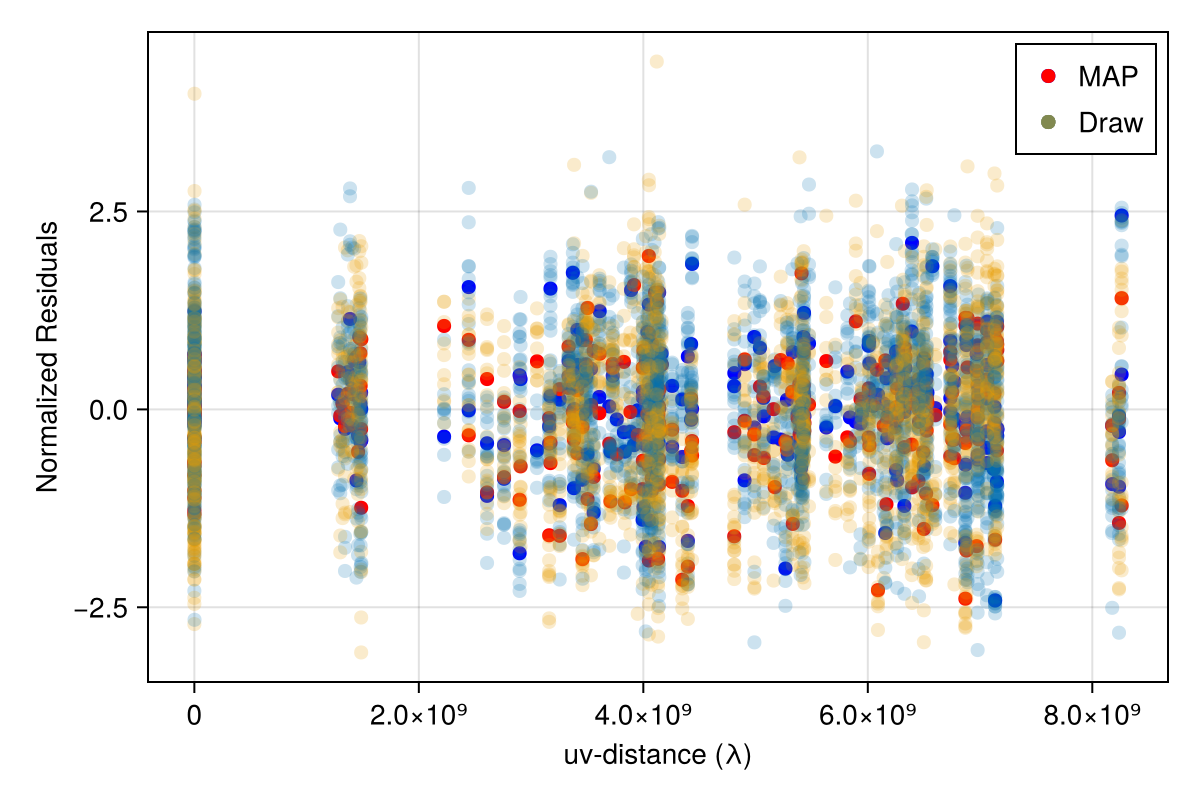 MAP
Draw
2.5
0.0
−2.5
Normalized Residuals
0
2.0×10⁹
4.0×10⁹
6.0×10⁹
8.0×10⁹
uv-distance (λ)